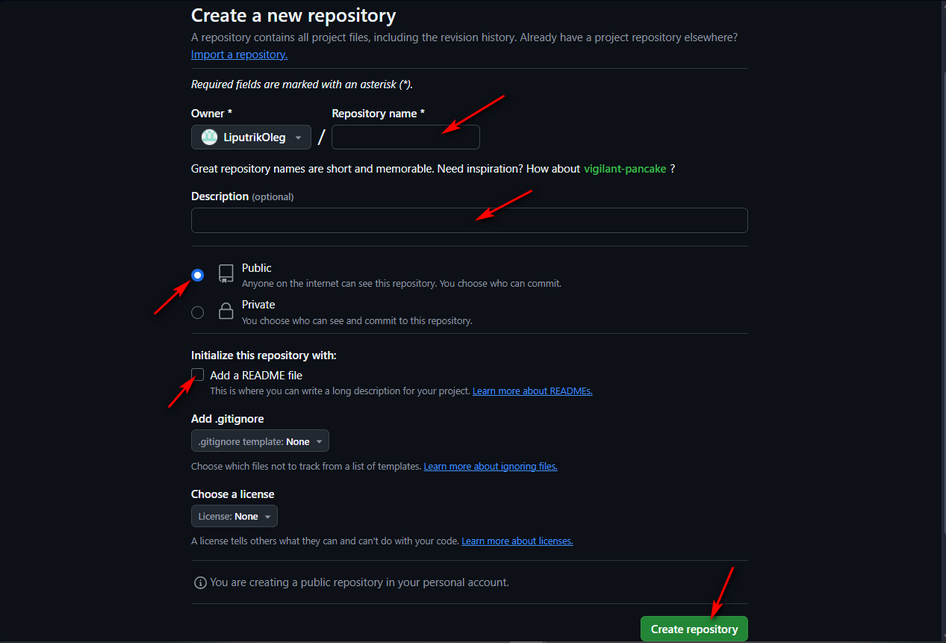 Create a new repository
A repository contains all project files, including the revision history. Already have a project repository elsewhere?
Import a repository.
Required fields are marked with an asterisk (*).
Owner * Repository name *
LiputrikOleg /
Great repository names are short and memorable. Need inspiration? How about vigilant-pancake ?
Description (optional)
Public
Anyone on the internet can see this repository. You choose who can commit.
Private
You choose who can see and commit to this repository.
Initialize this repository with:
Add a README file
This is where you can write a long description for your project. Learn more about READMEs.
Add .gitignore
.gitignore template: None
Choose which files not to track from a list of templates. Learn more about ignoring files.
Choose a license
License: None
A license tells others what they can and can't do with your code. Learn more about licenses.
You are creating a public repository in your personal account.
Create repository